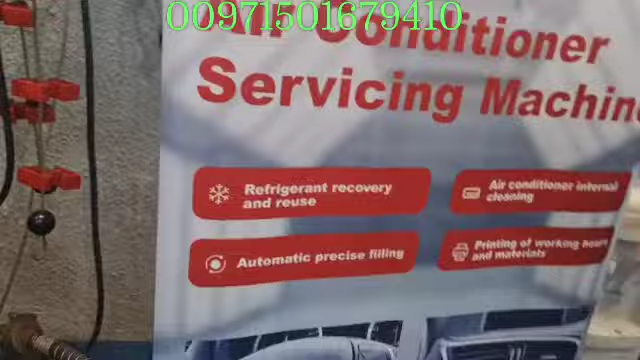 00971501679410
Air Conditioner
Servicing Machin
Refrigerant recovery
and reuse
Air conditioner internal
cleaning
Automatic precise filling
Printing of working hours
and materials